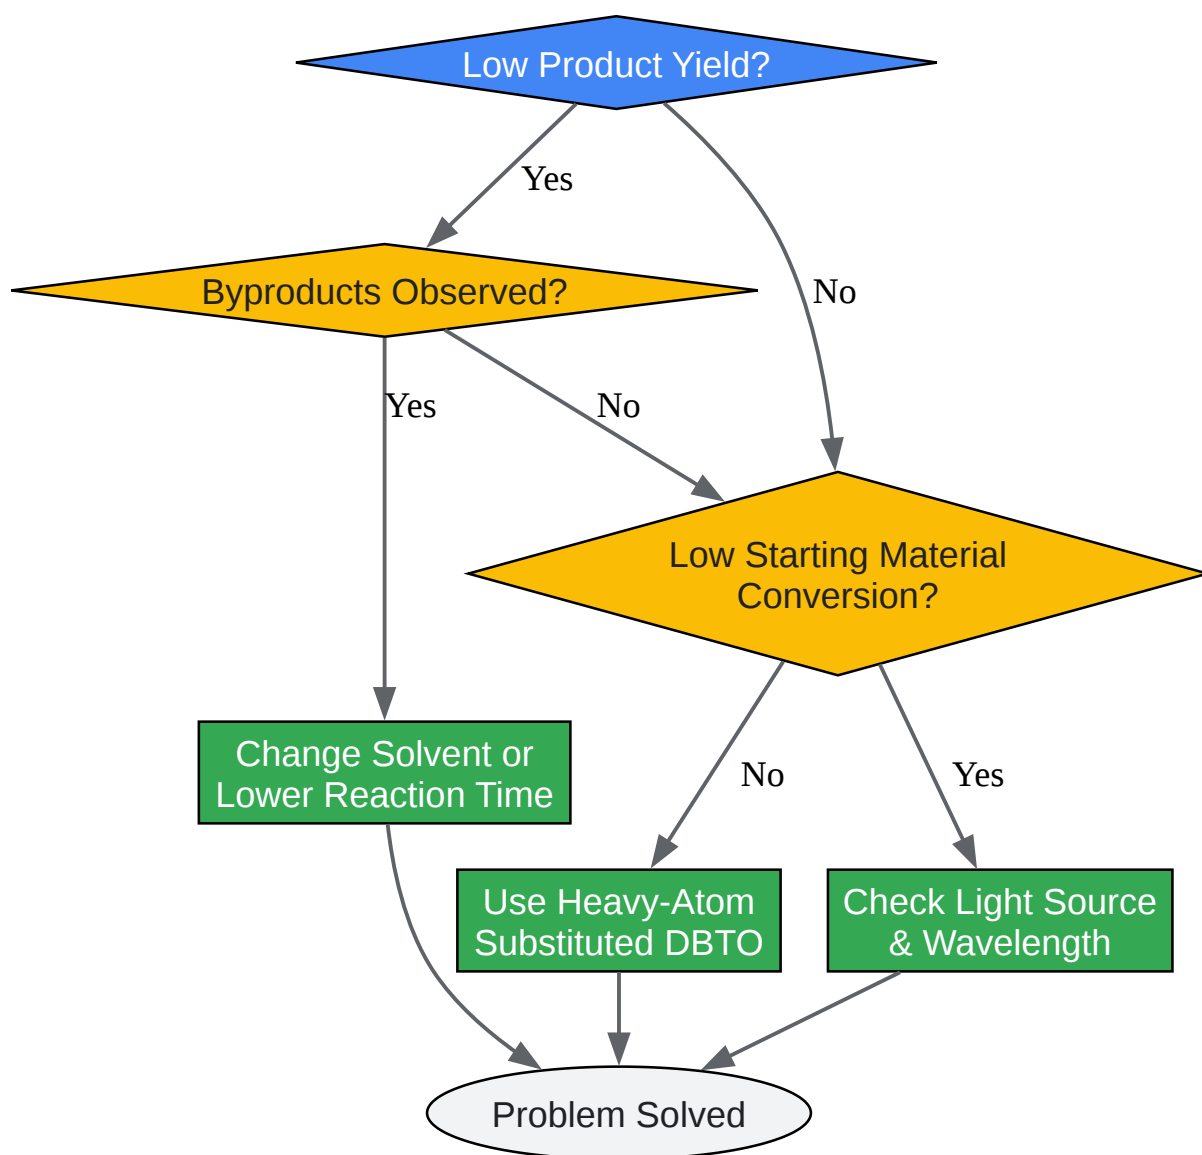 Low Product Yield?
Yes
Byproducts Observed?
No
Yes
No
Low Starting Material
Conversion?
Change Solvent or
Lower Reaction Time
No
Yes
Use Heavy-Atom
Substituted DBTO
Check Light Source
& Wavelength
Problem Solved